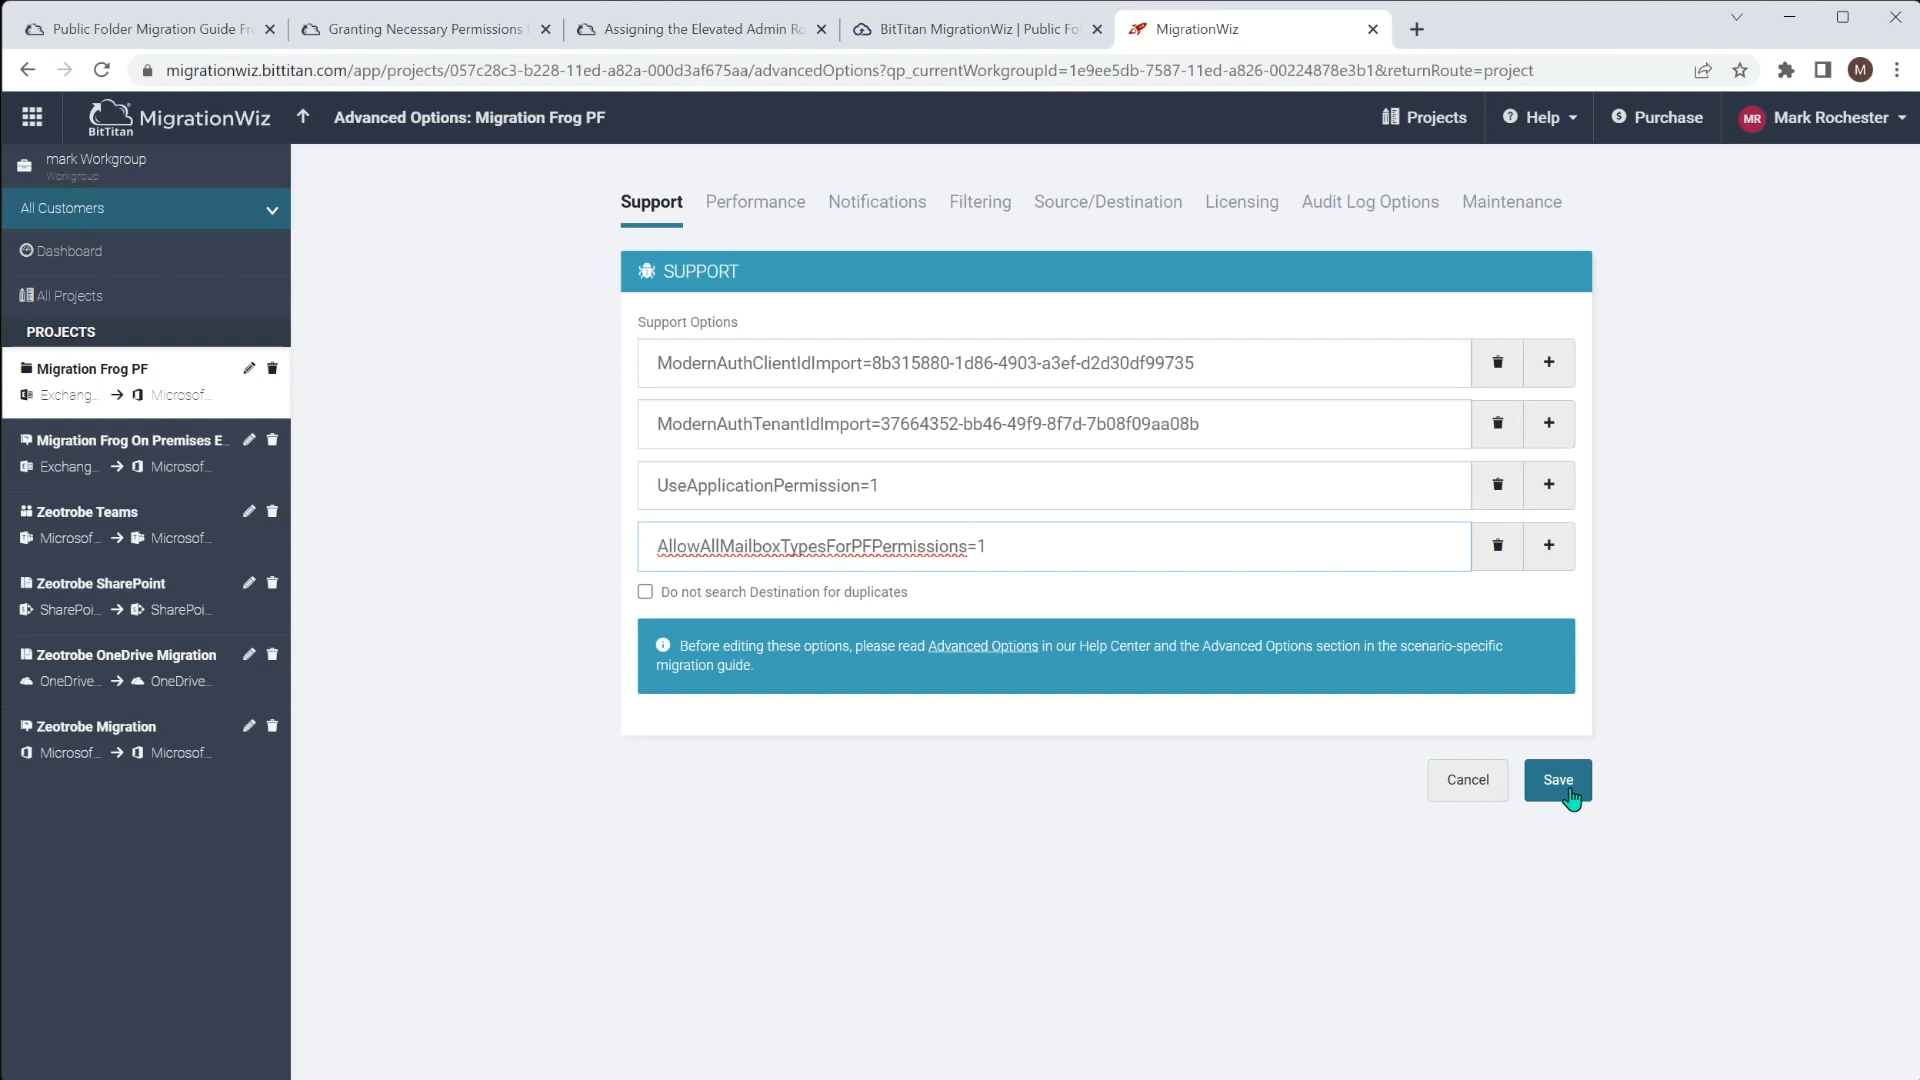 Public Folder Migration Guide Fr
Granting Necessary Permissions t
Assigning the Elevated Admin Ro
BitTitan MigrationWiz | Public Fol
MigrationWiz
migrationwiz.bittitan.com/app/projects/057c28c3-b228-11ed-a82a-000d3af675aa/advancedOptions?qp_currentWorkgroupId=1e9ee5db-7587-11ed-a826-00224878e3b1&returnRoute=project
M
BitTitan MigrationWiz
Advanced Options: Migration Frog PF
Projects
Help
Purchase
MR
Mark Rochester
mark Workgroup
Workgroup
All Customers
Dashboard
All Projects
PROJECTS
Migration Frog PF
Exchang... Microsof...
Migration Frog On Premises E...
Exchang... Microsof...
Zeotrobe Teams
Microsof... Microsof...
Zeotrobe SharePoint
SharePoi... SharePoi...
Zeotrobe OneDrive Migration
OneDrive... OneDrive...
Zeotrobe Migration
Microsof... Microsof...
Support Performance Notifications Filtering Source/Destination Licensing Audit Log Options Maintenance
SUPPORT
Support Options
ModernAuthClientIdImport=8b315880-1d86-4903-a3ef-d2d30df99735
ModernAuthTenantIdImport=37664352-bb46-49f9-8f7d-7b08f09aa08b
UseApplicationPermission=1
AllowAllMailboxTypesForPFPermissions=1
Do not search Destination for duplicates
Before editing these options, please read Advanced Options in our Help Center and the Advanced Options section in the scenario-specific
migration guide.
Cancel
Save